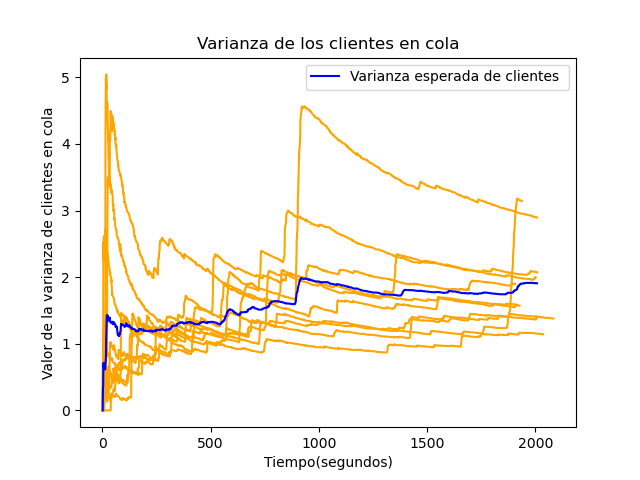 Varianza de los clientes en cola
Varianza esperada de clientes
Valor de la varianza de clientes en cola
5
4
3
2
1
0
0 500 1000 1500 2000
Tiempo(segundos)